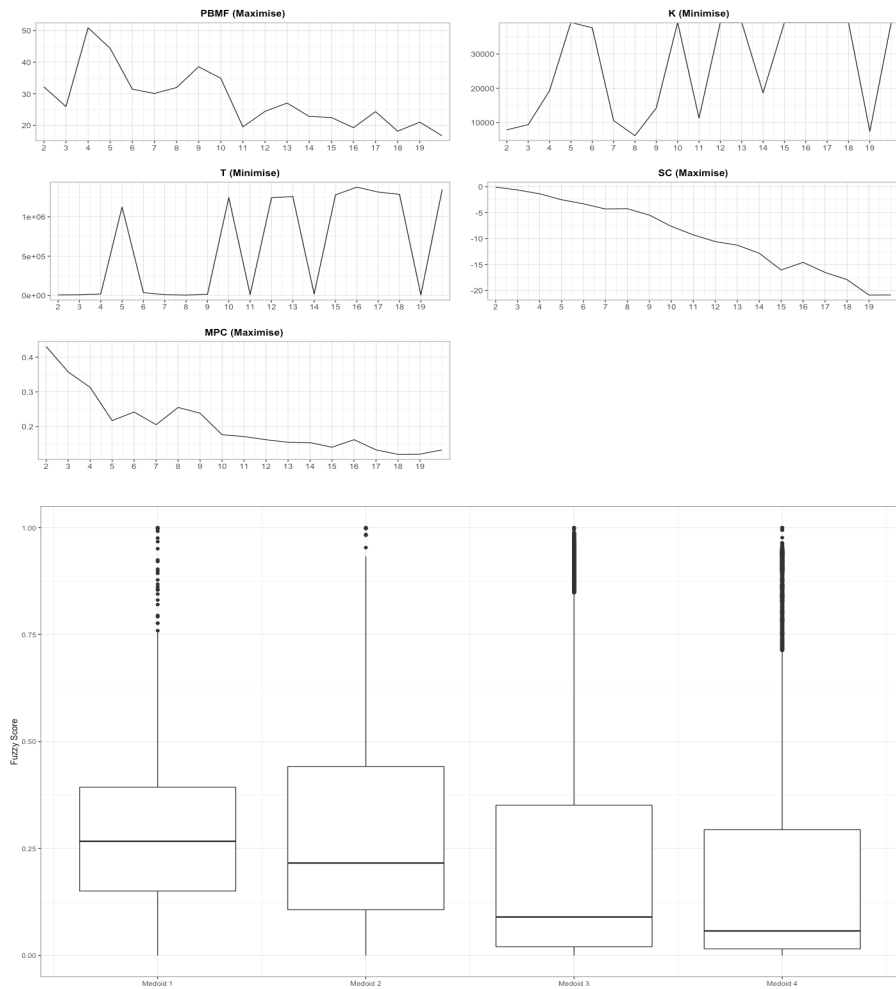 PBMF (Maximise)
50
40
30
20
2 3 4 5 6 7 8 9 10 11 12 13 14 15 16 17 18 19
K (Minimise)
30000
20000
10000
2 3 4 5 6 7 8 9 10 11 12 13 14 15 16 17 18 19
T (Minimise)
1e+06
5e+05
0e+00
2 3 4 5 6 7 8 9 10 11 12 13 14 15 16 17 18 19
SC (Maximise)
0
-5
-10
-15
-20
2 3 4 5 6 7 8 9 10 11 12 13 14 15 16 17 18 19
MPC (Maximise)
0.4
0.3
0.2
2 3 4 5 6 7 8 9 10 11 12 13 14 15 16 17 18 19
Fuzzy Score
1.00
0.75
0.50
0.25
0.00
Medoid 1 Medoid 2 Medoid 3 Medoid 4